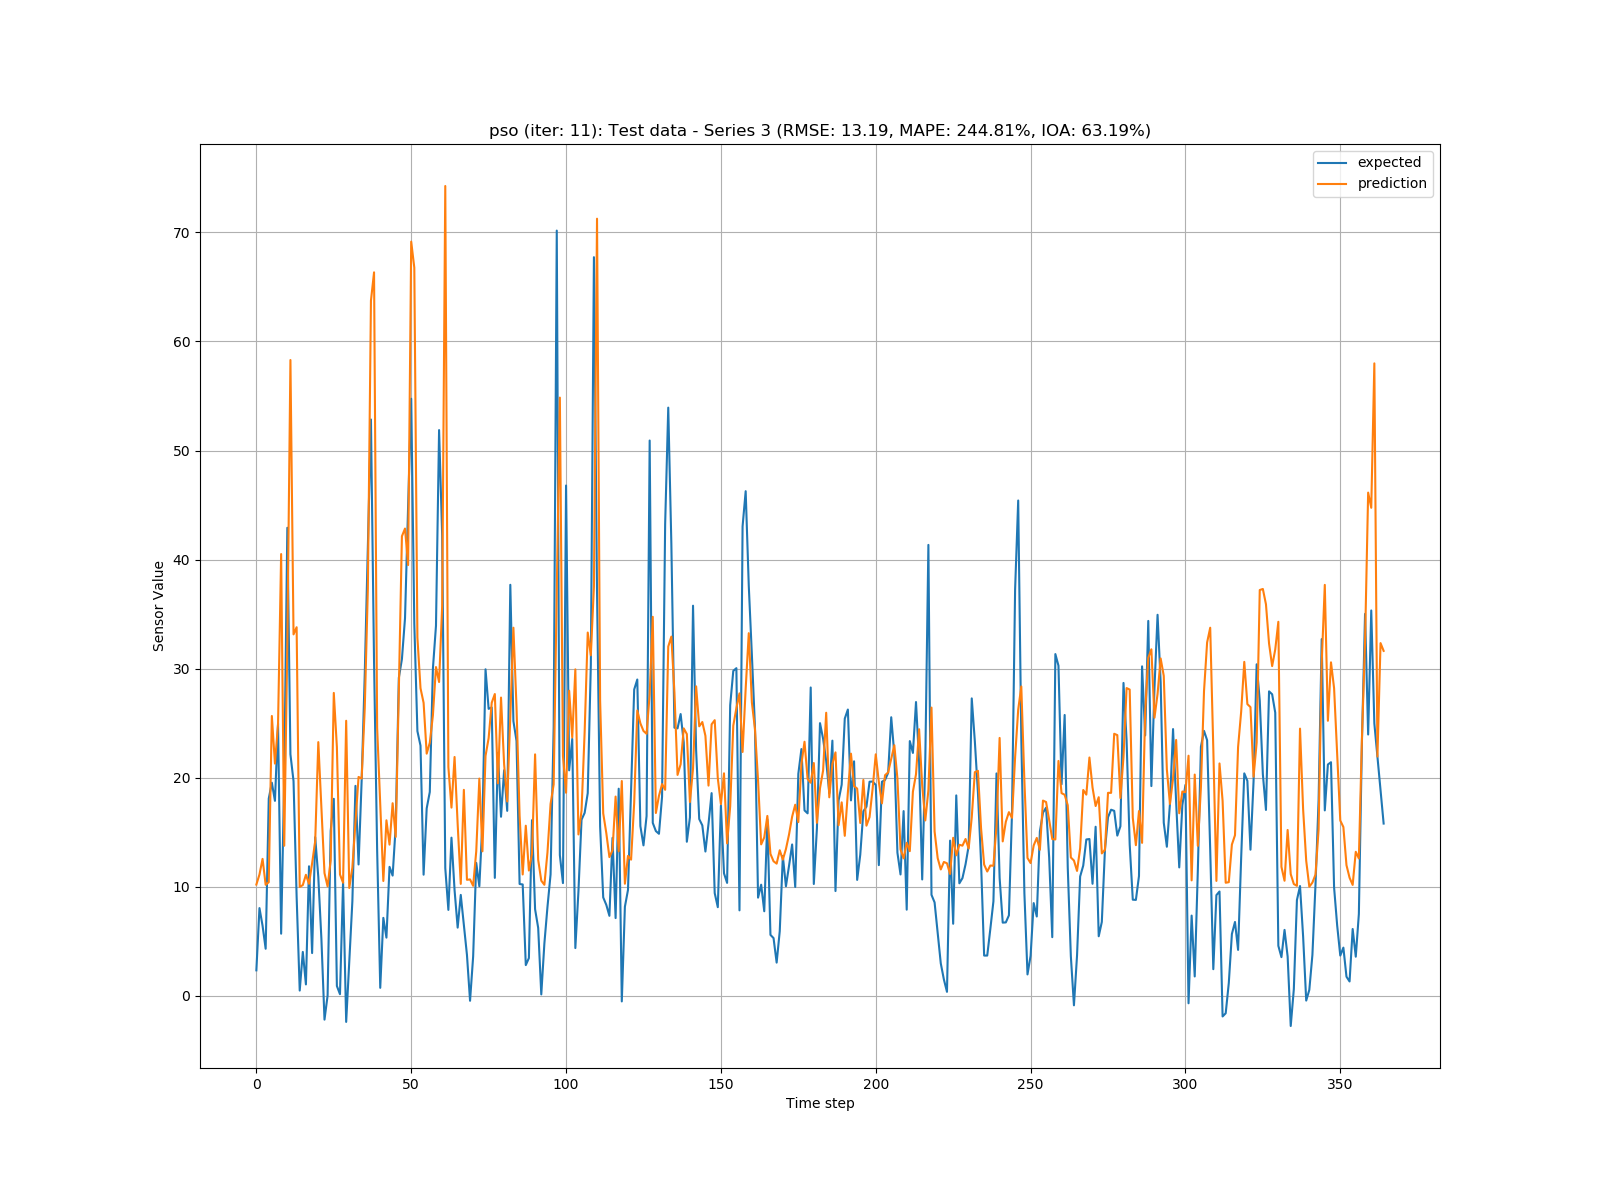 pso (iter: 11): Test data - Series 3 (RMSE: 13.19, MAPE: 244.81%, IOA: 63.19%)
expected
prediction
70
60
50
40
30
20
10
0
Sensor Value
0 50 100 150 200 250 300 350
Time step